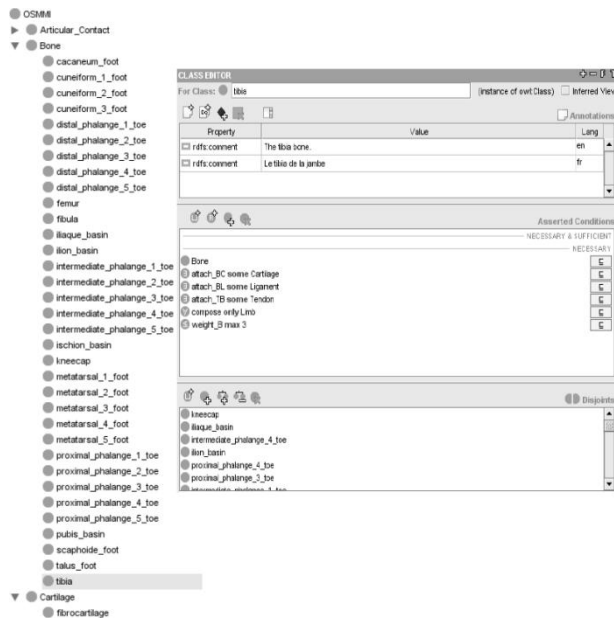 OSMMI
Articular_Contact
Bone
cacaneum_foot
cuneiform_1_foot
cuneiform_2_foot
cuneiform_3_foot
distal_phalange_1_toe
distal_phalange_2_toe
distal_phalange_3_toe
distal_phalange_4_toe
distal_phalange_5_toe
femur
fibula
iliaque_basin
ilion_basin
intermediate_phalange_1_toe
intermediate_phalange_2_toe
intermediate_phalange_3_toe
intermediate_phalange_4_toe
intermediate_phalange_5_toe
ischion_basin
kneecap
metatarsal_1_foot
metatarsal_2_foot
metatarsal_3_foot
metatarsal_4_foot
metatarsal_5_foot
proximal_phalange_1_toe
proximal_phalange_2_toe
proximal_phalange_3_toe
proximal_phalange_4_toe
proximal_phalange_5_toe
pubis_basin
scaphoide_foot
talus_foot
tibia
Cartilage
fibrocartilage
CLASS EDITOR
For Class: tibia (instance of owl:Class) Inferred View
Annotations
Property Value Lang
rdfs:comment The tibia bone. en
rdfs:comment Le tibia de la jambe fr
Asserted Conditions
NECESSARY & SUFFICIENT
NECESSARY
Bone
attach_BC some Cartilage
attach_BL some Ligament
attach_TB some Tendon
compose only Limb
weight_B max 3
Disjoints
kneecap
iliaque_basin
intermediate_phalange_4_toe
ilion_basin
proximal_phalange_4_toe
proximal_phalange_3_toe
intermediate_phalange_1_toe